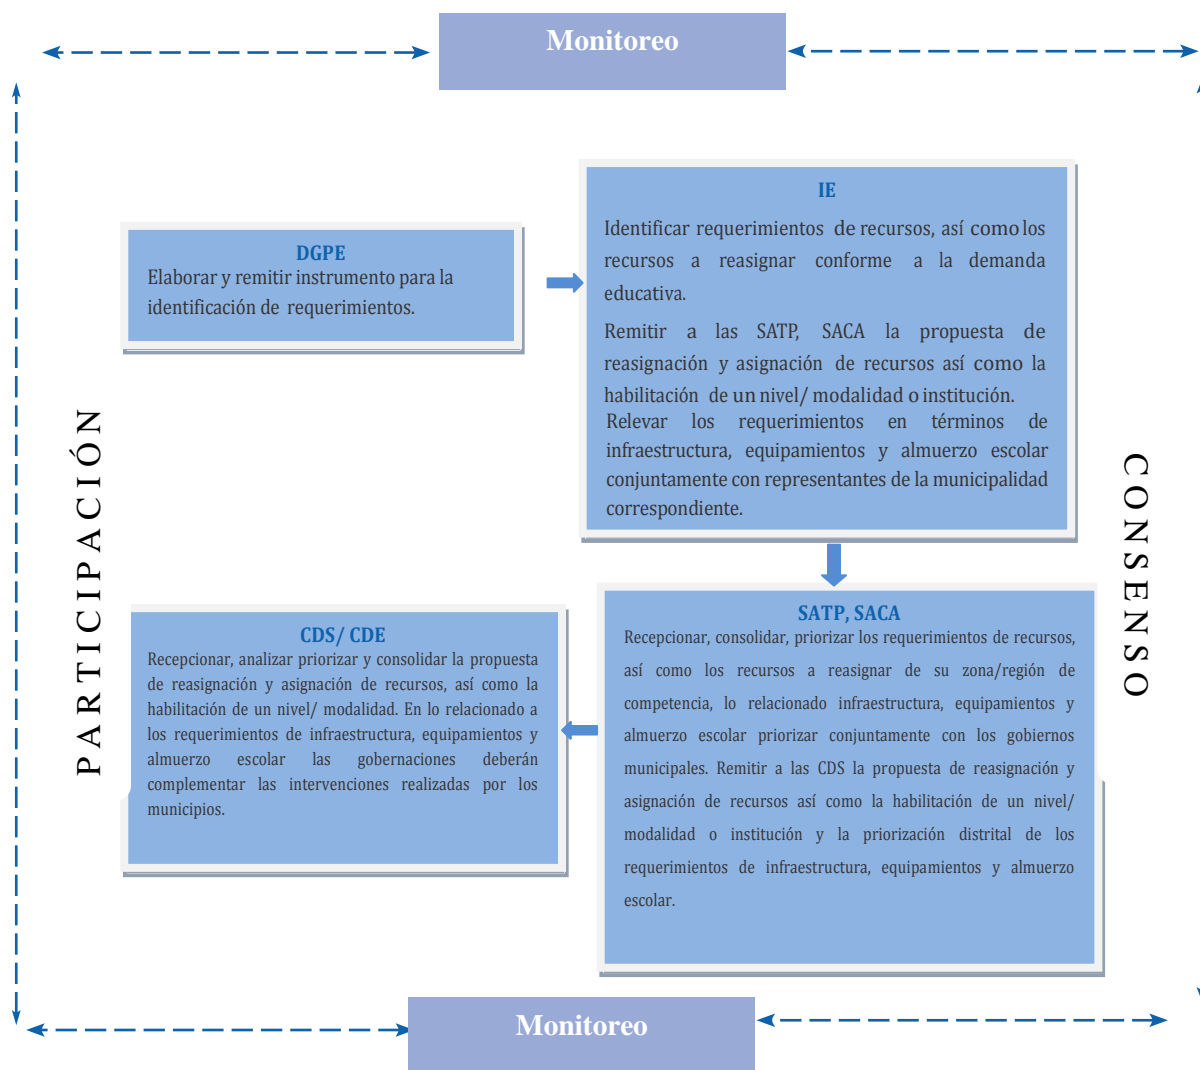 Monitoreo
DGPE
Elaborar y remitir instrumento para la
identificación de requerimientos.
IE
Identificar requerimientos de recursos, así como los
recursos a reasignar conforme a la demanda
educativa.
Remitir a las SATP, SACA la propuesta de
reasignación y asignación de recursos así como la
habilitación de un nivel/ modalidad o institución.
Relevar los requerimientos en términos de
infraestructura, equipamientos y almuerzo escolar
conjuntamente con representantes de la municipalidad
correspondiente.
PARTICIPACIÓN
CONSENSO
SATP, SACA
Recepcionar, consolidar, priorizar los requerimientos de recursos,
así como los recursos a reasignar de su zona/región de
competencia, lo relacionado infraestructura, equipamientos y
almuerzo escolar priorizar conjuntamente con los gobiernos
municipales. Remitir a las CDS la propuesta de reasignación y
asignación de recursos así como la habilitación de un nivel/
modalidad o institución y la priorización distrital de los
requerimientos de infraestructura, equipamientos y almuerzo
escolar.
CDS/ CDE
Recepcionar, analizar priorizar y consolidar la propuesta
de reasignación y asignación de recursos, así como la
habilitación de un nivel/ modalidad. En lo relacionado a
los requerimientos de infraestructura, equipamientos y
almuerzo escolar las gobernaciones deberán
complementar las intervenciones realizadas por los
municipios.
Monitoreo